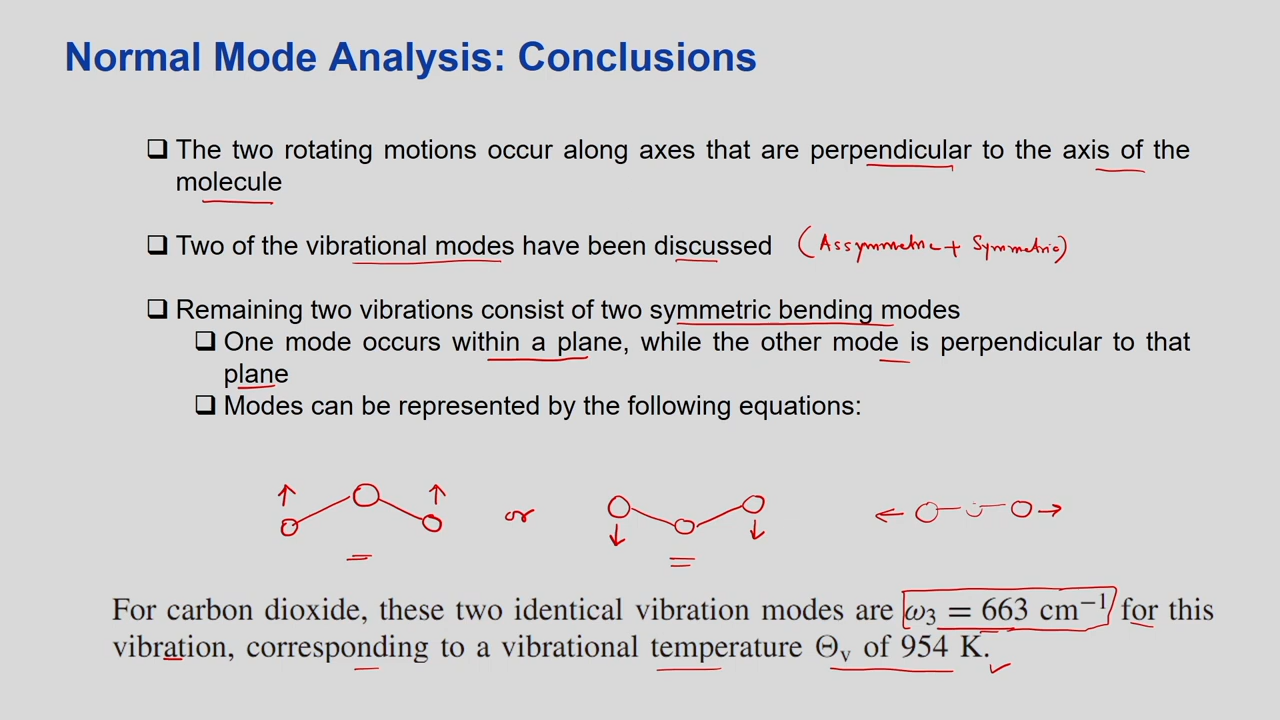 Normal Mode Analysis: Conclusions
❑ The two rotating motions occur along axes that are perpendicular to the axis of the
molecule
❑ Two of the vibrational modes have been discussed (Assymmetric + Symmetric)
❑ Remaining two vibrations consist of two symmetric bending modes
❑ One mode occurs within a plane, while the other mode is perpendicular to that
plane
❑ Modes can be represented by the following equations:
or
For carbon dioxide, these two identical vibration modes are ω₃ = 663 cm⁻¹ for this
vibration, corresponding to a vibrational temperature Θᵥ of 954 K.